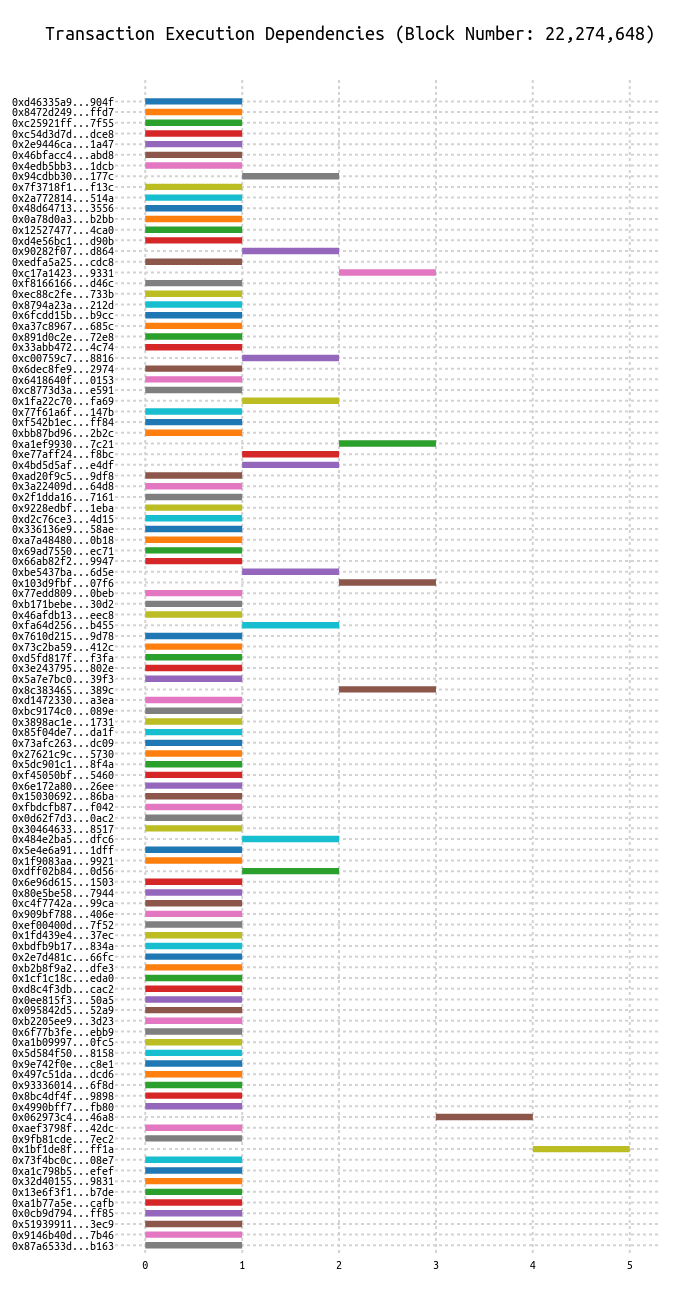 Transaction Execution Dependencies (Block Number: 22,274,648)
0xd46335a9...904f
0x8472d249...ffd7
0xc25921ff...7f55
0xc54d3d7d...dce8
0x2e9446ca...1a47
0x46bfacc4...abd8
0x4edb5bb3...1dcb
0x94cdbb30...177c
0x7f3718f1...f13c
0x2a772814...514a
0x48d64713...3556
0x0a78d0a3...b2bb
0x12527477...4ca0
0xd4e56bc1...d90b
0x90282f07...d864
0xedfa5a25...cdc8
0xc17a1423...9331
0xf8166166...d46c
0xec88c2fe...733b
0x8794a23a...212d
0x6fcdd15b...b9cc
0xa37c8967...685c
0x891d0c2e...72e8
0x33abb472...4c74
0xc00759c7...8816
0x6dec8fe9...2974
0x6418640f...0153
0xc8773d3a...e591
0x1fa22c70...fa69
0x77f61a6f...147b
0xf542b1ec...ff84
0xbb87bd96...2b2c
0xa1ef9930...7c21
0xe77aff24...f8bc
0x4bd5d5af...e4df
0xad20f9c5...9df8
0x3a22409d...64d8
0x2f1dda16...7161
0x9228edbf...1eba
0xd2c76ce3...4d15
0x336136e9...58ae
0xa7a48480...0b18
0x69ad7550...ec71
0x66ab82f2...9947
0xbe5437ba...6d5e
0x103d9fbf...07f6
0x77edd809...0beb
0xb171bebe...30d2
0x46afdb13...eec8
0xfa64d256...b455
0x7610d215...9d78
0x73c2ba59...412c
0xd5fd817f...f3fa
0x3e243795...802e
0x5a7e7bc0...39f3
0x8c383465...389c
0xd1472330...a3ea
0xbc9174c0...089e
0x3898ac1e...1731
0x85f04de7...da1f
0x73afc263...dc09
0x27621c9c...5730
0x5dc901c1...8f4a
0xf45050bf...5460
0x6e172a80...26ee
0x15030692...86ba
0xfbdcfb87...f042
0x0d62f7d3...0ac2
0x30464633...8517
0x484e2ba5...dfc6
0x5e4e6a91...1dff
0x1f9083aa...9921
0xdff02b84...0d56
0x6e96d615...1503
0x80e5be58...7944
0xc4f7742a...99ca
0x909bf788...406e
0xef00400d...7f52
0x1fd439e4...37ec
0xbdfb9b17...834a
0x2e7d481c...66fc
0xb2b8f9a2...dfe3
0x1cf1c18c...eda0
0xd8c4f3db...cac2
0x0ee815f3...50a5
0x095842d5...52a9
0xb2205ee9...3d23
0x6f77b3fe...ebb9
0xa1b09997...0fc5
0x5d584f50...8158
0x9e742f0e...c8e1
0x497c51da...dcd6
0x93336014...6f8d
0x8bc4df4f...9898
0x4990bff7...fb80
0x062973c4...46a8
0xaef3798f...42dc
0x9fb81cde...7ec2
0x1bf1de8f...ff1a
0x73f4bc0c...08e7
0xa1c798b5...efef
0x32d40155...9831
0x13e6f3f1...b7de
0xa1b77a5e...cafb
0x0cb9d794...ff85
0x51939911...3ec9
0x9146b40d...7b46
0x87a6533d...b163
0 1 2 3 4 5